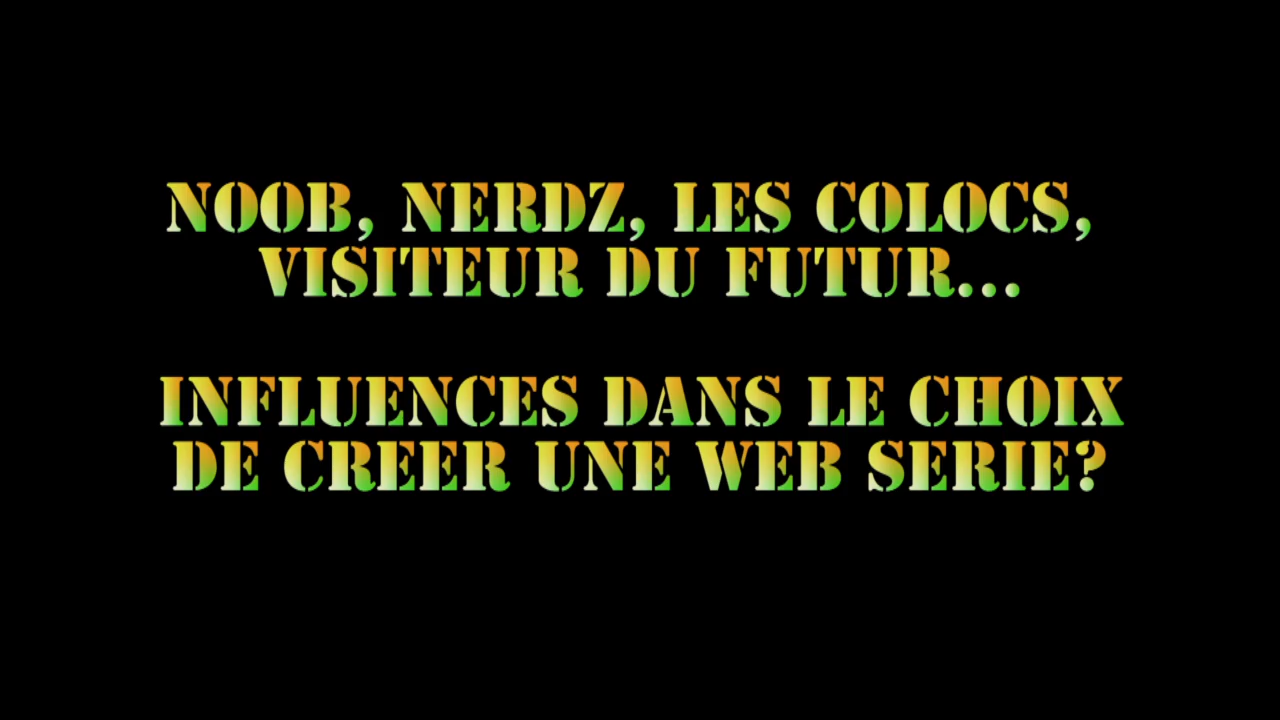 NOOB, NERDZ, LES COLOCS,
VISITEUR DU FUTUR...
INFLUENCES DANS LE CHOIX
DE CREER UNE WEB SERIE?